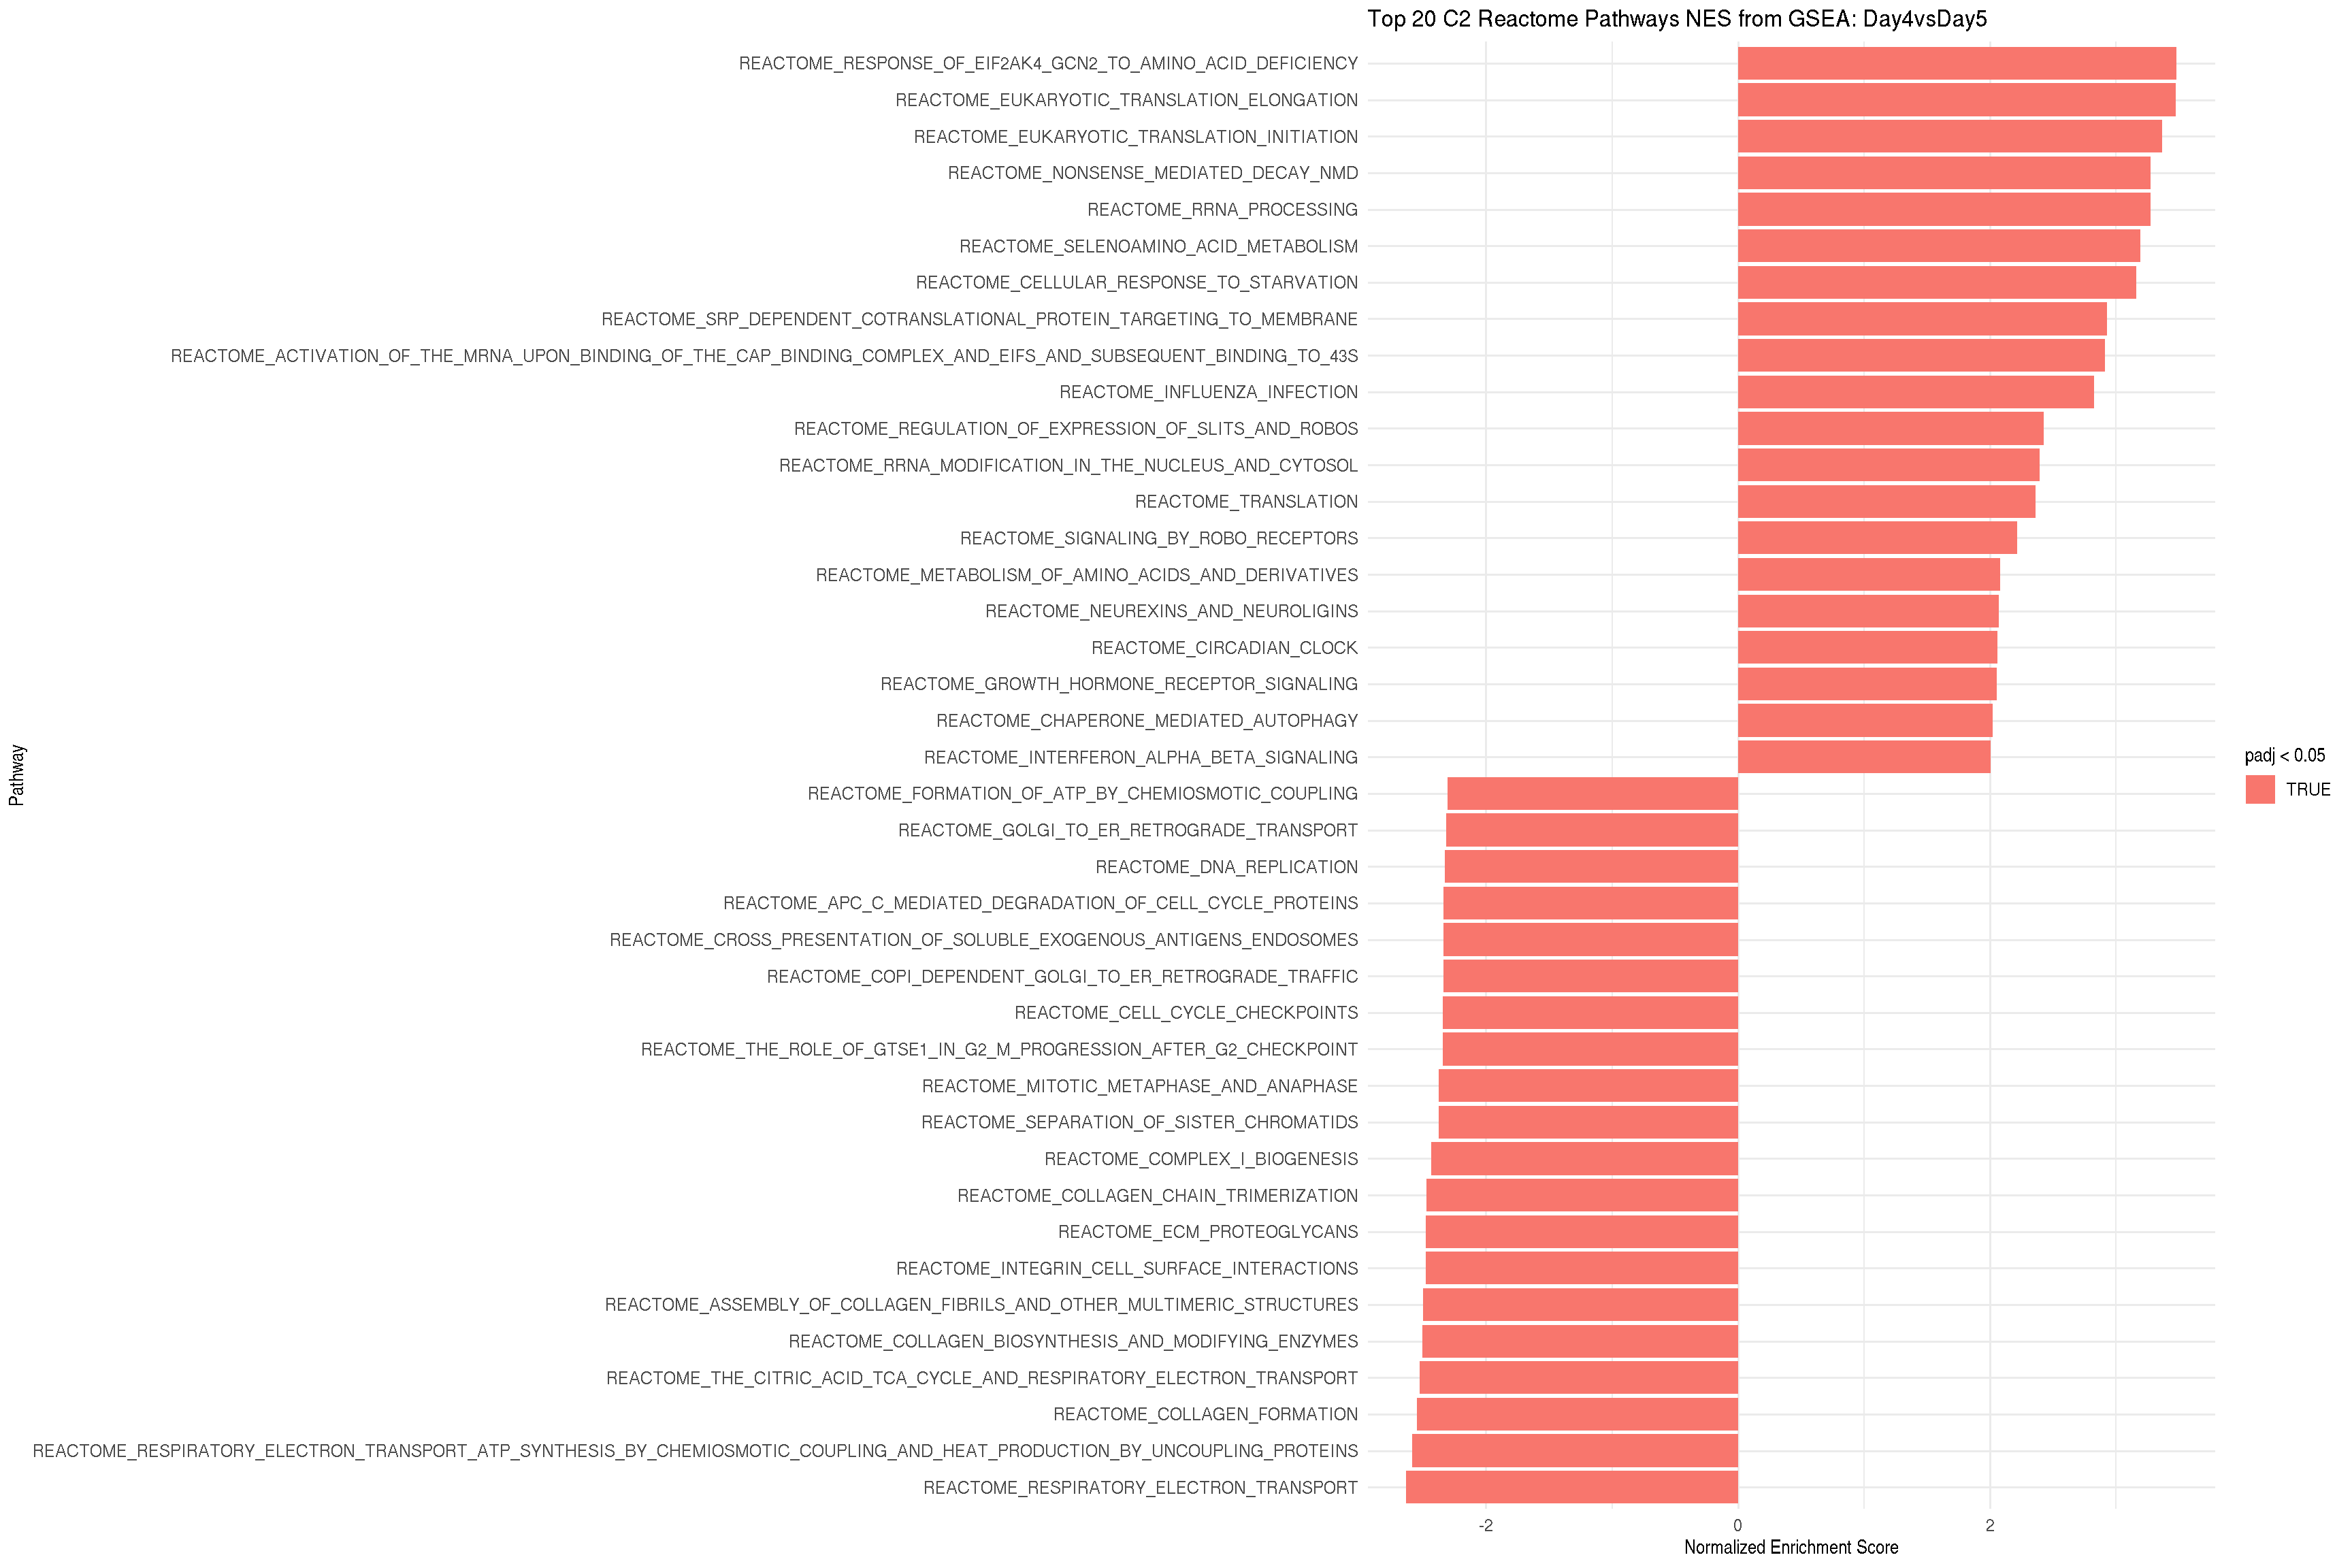 Top 20 C2 Reactome Pathways NES from GSEA: Day4vsDay5
REACTOME_RESPONSE_OF_EIF2AK4_GCN2_TO_AMINO_ACID_DEFICIENCY
REACTOME_EUKARYOTIC_TRANSLATION_ELONGATION
REACTOME_EUKARYOTIC_TRANSLATION_INITIATION
REACTOME_NONSENSE_MEDIATED_DECAY_NMD
REACTOME_RRNA_PROCESSING
REACTOME_SELENOAMINO_ACID_METABOLISM
REACTOME_CELLULAR_RESPONSE_TO_STARVATION
REACTOME_SRP_DEPENDENT_COTRANSLATIONAL_PROTEIN_TARGETING_TO_MEMBRANE
REACTOME_ACTIVATION_OF_THE_MRNA_UPON_BINDING_OF_THE_CAP_BINDING_COMPLEX_AND_EIFS_AND_SUBSEQUENT_BINDING_TO_43S
REACTOME_INFLUENZA_INFECTION
REACTOME_REGULATION_OF_EXPRESSION_OF_SLITS_AND_ROBOS
REACTOME_RRNA_MODIFICATION_IN_THE_NUCLEUS_AND_CYTOSOL
REACTOME_TRANSLATION
REACTOME_SIGNALING_BY_ROBO_RECEPTORS
REACTOME_METABOLISM_OF_AMINO_ACIDS_AND_DERIVATIVES
REACTOME_NEUREXINS_AND_NEUROLIGINS
REACTOME_CIRCADIAN_CLOCK
REACTOME_GROWTH_HORMONE_RECEPTOR_SIGNALING
REACTOME_CHAPERONE_MEDIATED_AUTOPHAGY
REACTOME_INTERFERON_ALPHA_BETA_SIGNALING
REACTOME_FORMATION_OF_ATP_BY_CHEMIOSMOTIC_COUPLING
REACTOME_GOLGI_TO_ER_RETROGRADE_TRANSPORT
REACTOME_DNA_REPLICATION
REACTOME_APC_C_MEDIATED_DEGRADATION_OF_CELL_CYCLE_PROTEINS
REACTOME_CROSS_PRESENTATION_OF_SOLUBLE_EXOGENOUS_ANTIGENS_ENDOSOMES
REACTOME_COPI_DEPENDENT_GOLGI_TO_ER_RETROGRADE_TRAFFIC
REACTOME_CELL_CYCLE_CHECKPOINTS
REACTOME_THE_ROLE_OF_GTSE1_IN_G2_M_PROGRESSION_AFTER_G2_CHECKPOINT
REACTOME_MITOTIC_METAPHASE_AND_ANAPHASE
REACTOME_SEPARATION_OF_SISTER_CHROMATIDS
REACTOME_COMPLEX_I_BIOGENESIS
REACTOME_COLLAGEN_CHAIN_TRIMERIZATION
REACTOME_ECM_PROTEOGLYCANS
REACTOME_INTEGRIN_CELL_SURFACE_INTERACTIONS
REACTOME_ASSEMBLY_OF_COLLAGEN_FIBRILS_AND_OTHER_MULTIMERIC_STRUCTURES
REACTOME_COLLAGEN_BIOSYNTHESIS_AND_MODIFYING_ENZYMES
REACTOME_THE_CITRIC_ACID_TCA_CYCLE_AND_RESPIRATORY_ELECTRON_TRANSPORT
REACTOME_COLLAGEN_FORMATION
REACTOME_RESPIRATORY_ELECTRON_TRANSPORT_ATP_SYNTHESIS_BY_CHEMIOSMOTIC_COUPLING_AND_HEAT_PRODUCTION_BY_UNCOUPLING_PROTEINS
REACTOME_RESPIRATORY_ELECTRON_TRANSPORT
Pathway
-2 0 2
Normalized Enrichment Score
padj < 0.05
TRUE